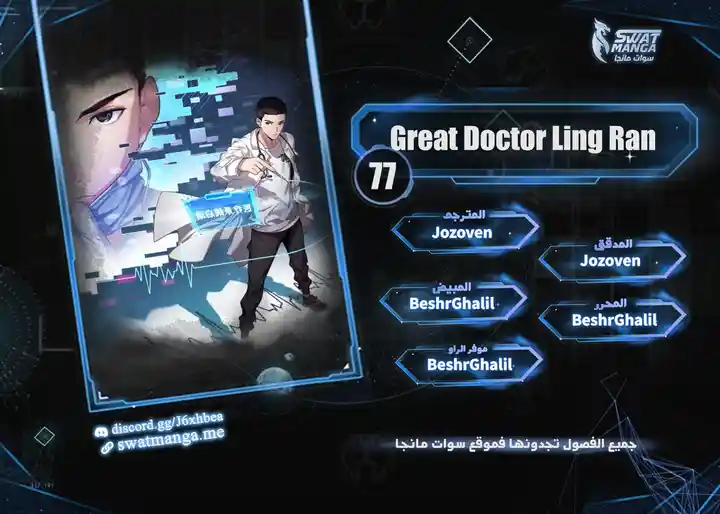 SWAT
MANGA
سوات مانجا
Great Doctor Ling Ran
77
المترجم
Jozoven
المدقق
Jozoven
المبيض
BeshrGhalil
المحرر
BeshrGhalil
موفر الراو
BeshrGhalil
discord.gg/J6xhbea
swatmanga.me
جميع الفصول تجدونها فموقع سوات مانجا